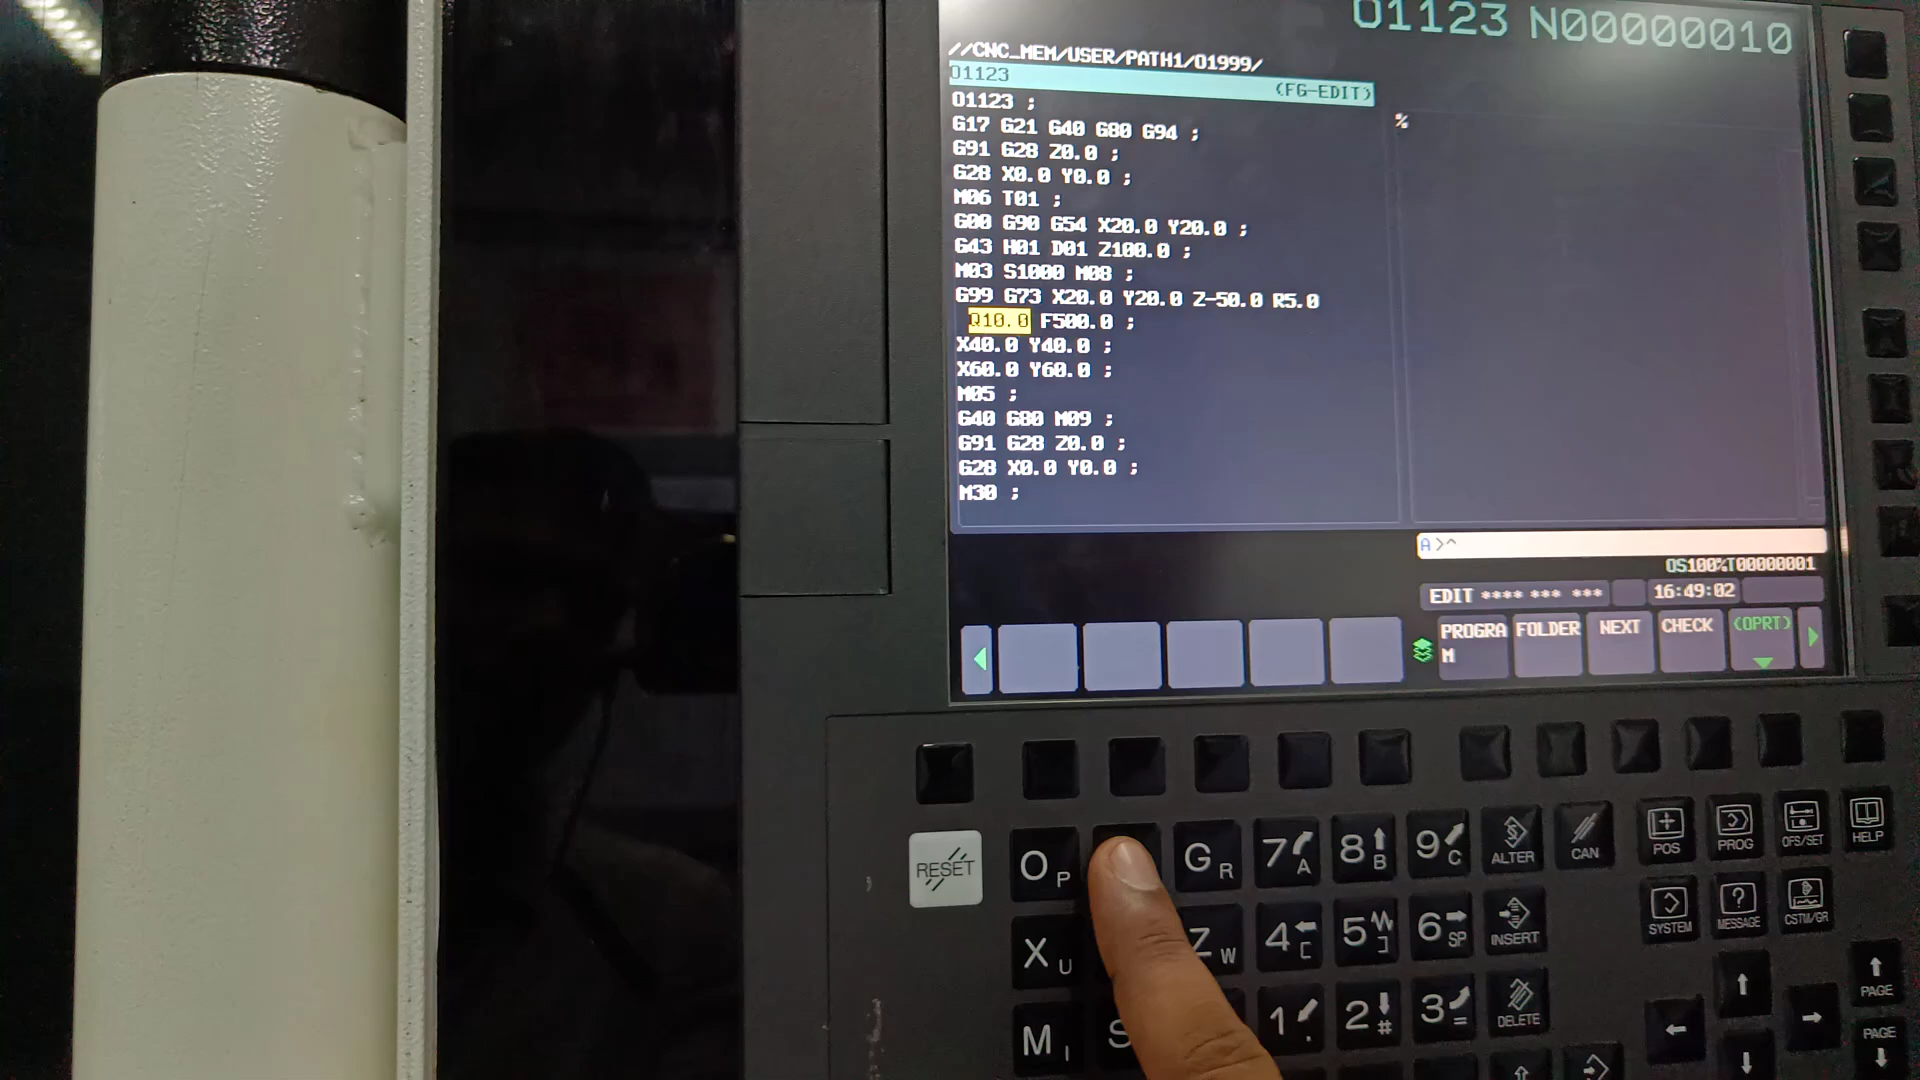 O1123 N00000010
//CNC_MEM/USER/PATH1/O1999/
O1123 (FG-EDIT)
O1123 ;
G17 G21 G40 G80 G94 ;
G91 G28 Z0.0 ;
G28 X0.0 Y0.0 ;
M06 T01 ;
G00 G90 G54 X20.0 Y20.0 ;
G43 H01 D01 Z100.0 ;
M03 S1000 M08 ;
G99 G73 X20.0 Y20.0 Z-50.0 R5.0
Q10.0 F500.0 ;
X40.0 Y40.0 ;
X60.0 Y60.0 ;
M05 ;
G40 G80 M09 ;
G91 G28 Z0.0 ;
G28 X0.0 Y0.0 ;
M30 ;
%
A>^
OS100%T00000001
EDIT **** *** *** 16:49:02
PROGRA
M
FOLDER
NEXT
CHECK
(OPRT)
RESET
O P
G R
7 A
8 B
9 C
ALTER
CAN
POS
PROG
OFS/SET
HELP
X U
Z W
4 [
5 ]
6 SP
INSERT
SYSTEM
MESSAGE
CSTM/GR
M I
S
1 .
2 #
3 =
DELETE
PAGE
PAGE